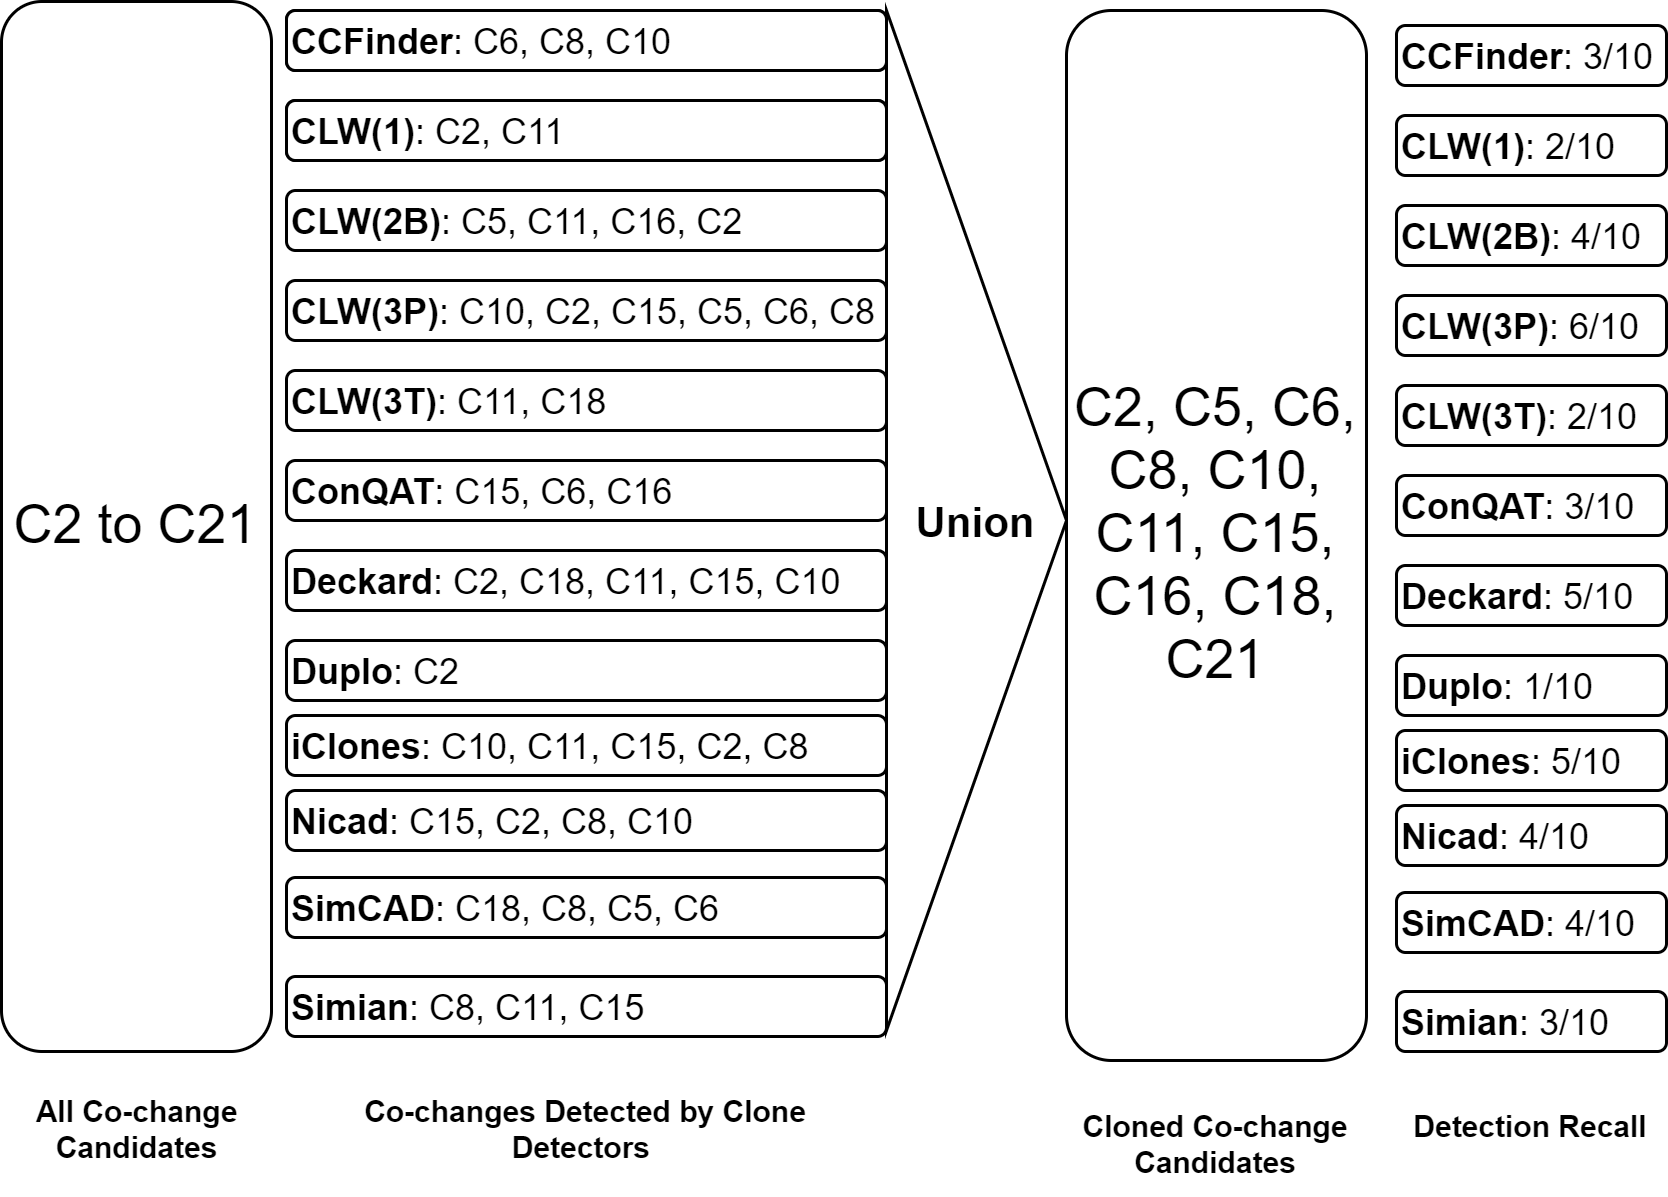 C2 to C21
All Co-change
Candidates
CCFinder: C6, C8, C10
CLW(1): C2, C11
CLW(2B): C5, C11, C16, C2
CLW(3P): C10, C2, C15, C5, C6, C8
CLW(3T): C11, C18
ConQAT: C15, C6, C16
Deckard: C2, C18, C11, C15, C10
Duplo: C2
iClones: C10, C11, C15, C2, C8
Nicad: C15, C2, C8, C10
SimCAD: C18, C8, C5, C6
Simian: C8, C11, C15
Co-changes Detected by Clone
Detectors
Union
C2, C5, C6,
C8, C10,
C11, C15,
C16, C18,
C21
Cloned Co-change
Candidates
CCFinder: 3/10
CLW(1): 2/10
CLW(2B): 4/10
CLW(3P): 6/10
CLW(3T): 2/10
ConQAT: 3/10
Deckard: 5/10
Duplo: 1/10
iClones: 5/10
Nicad: 4/10
SimCAD: 4/10
Simian: 3/10
Detection Recall